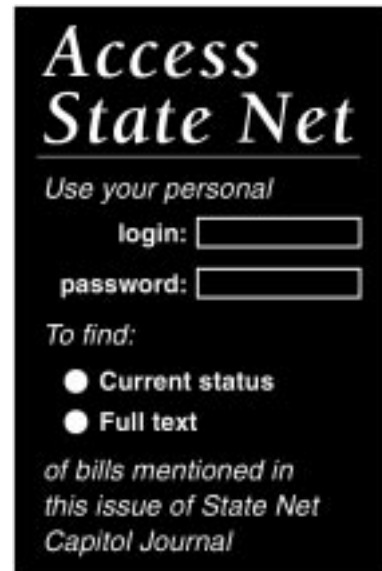 Access
State Net
Use your personal
login:
password:
To find:
Current status
Full text
of bills mentioned in
this issue of State Net
Capitol Journal